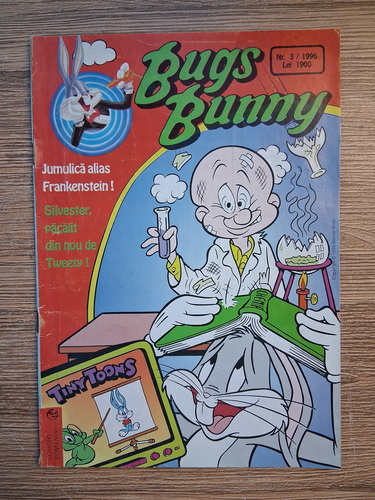 Bugs
Bunny
Nr. 3 / 1996
Lei 1900
Jumulică alias
Frankenstein !
Silvester,
păcălit
din nou de
Tweety !
TINY TOONS